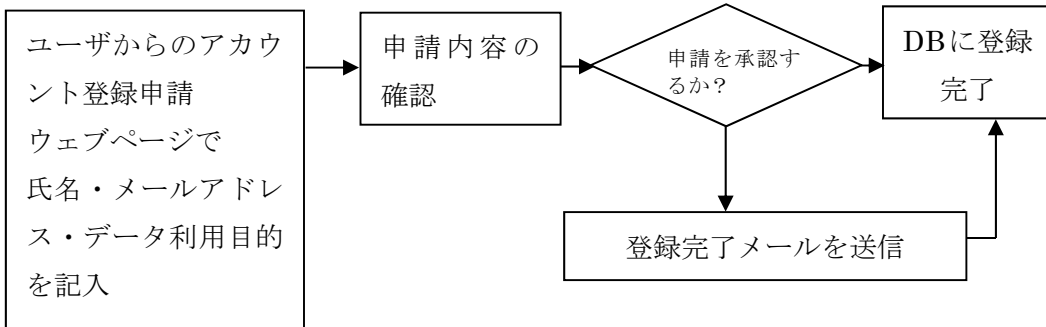 ユーザからのアカウ
ント登録申請
ウェブページで
氏名・メールアドレ
ス・データ利用目的
を記入
申請内容の
確認
申請を承認す
るか？
DBに登録
完了
登録完了メールを送信